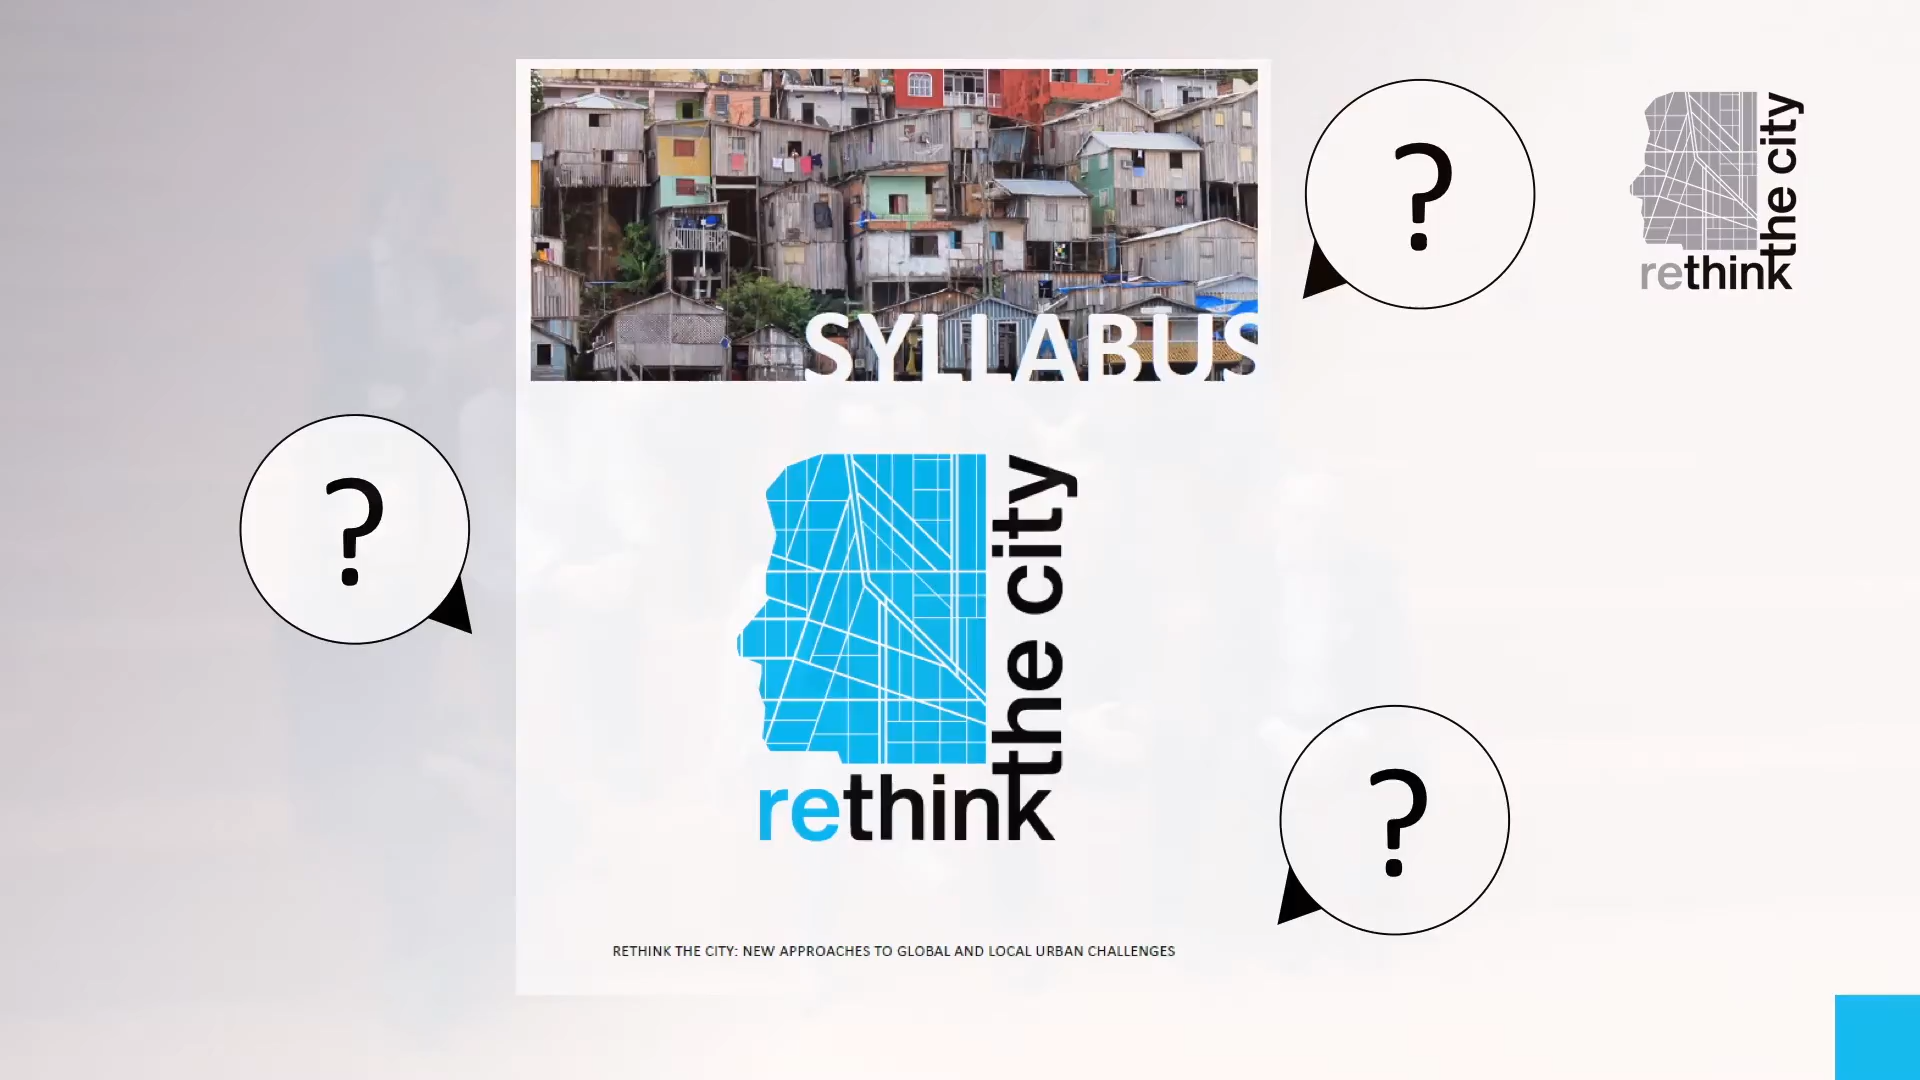 SYLLABUS
?
the city
rethink
?
the city
rethink
?
RETHINK THE CITY: NEW APPROACHES TO GLOBAL AND LOCAL URBAN CHALLENGES